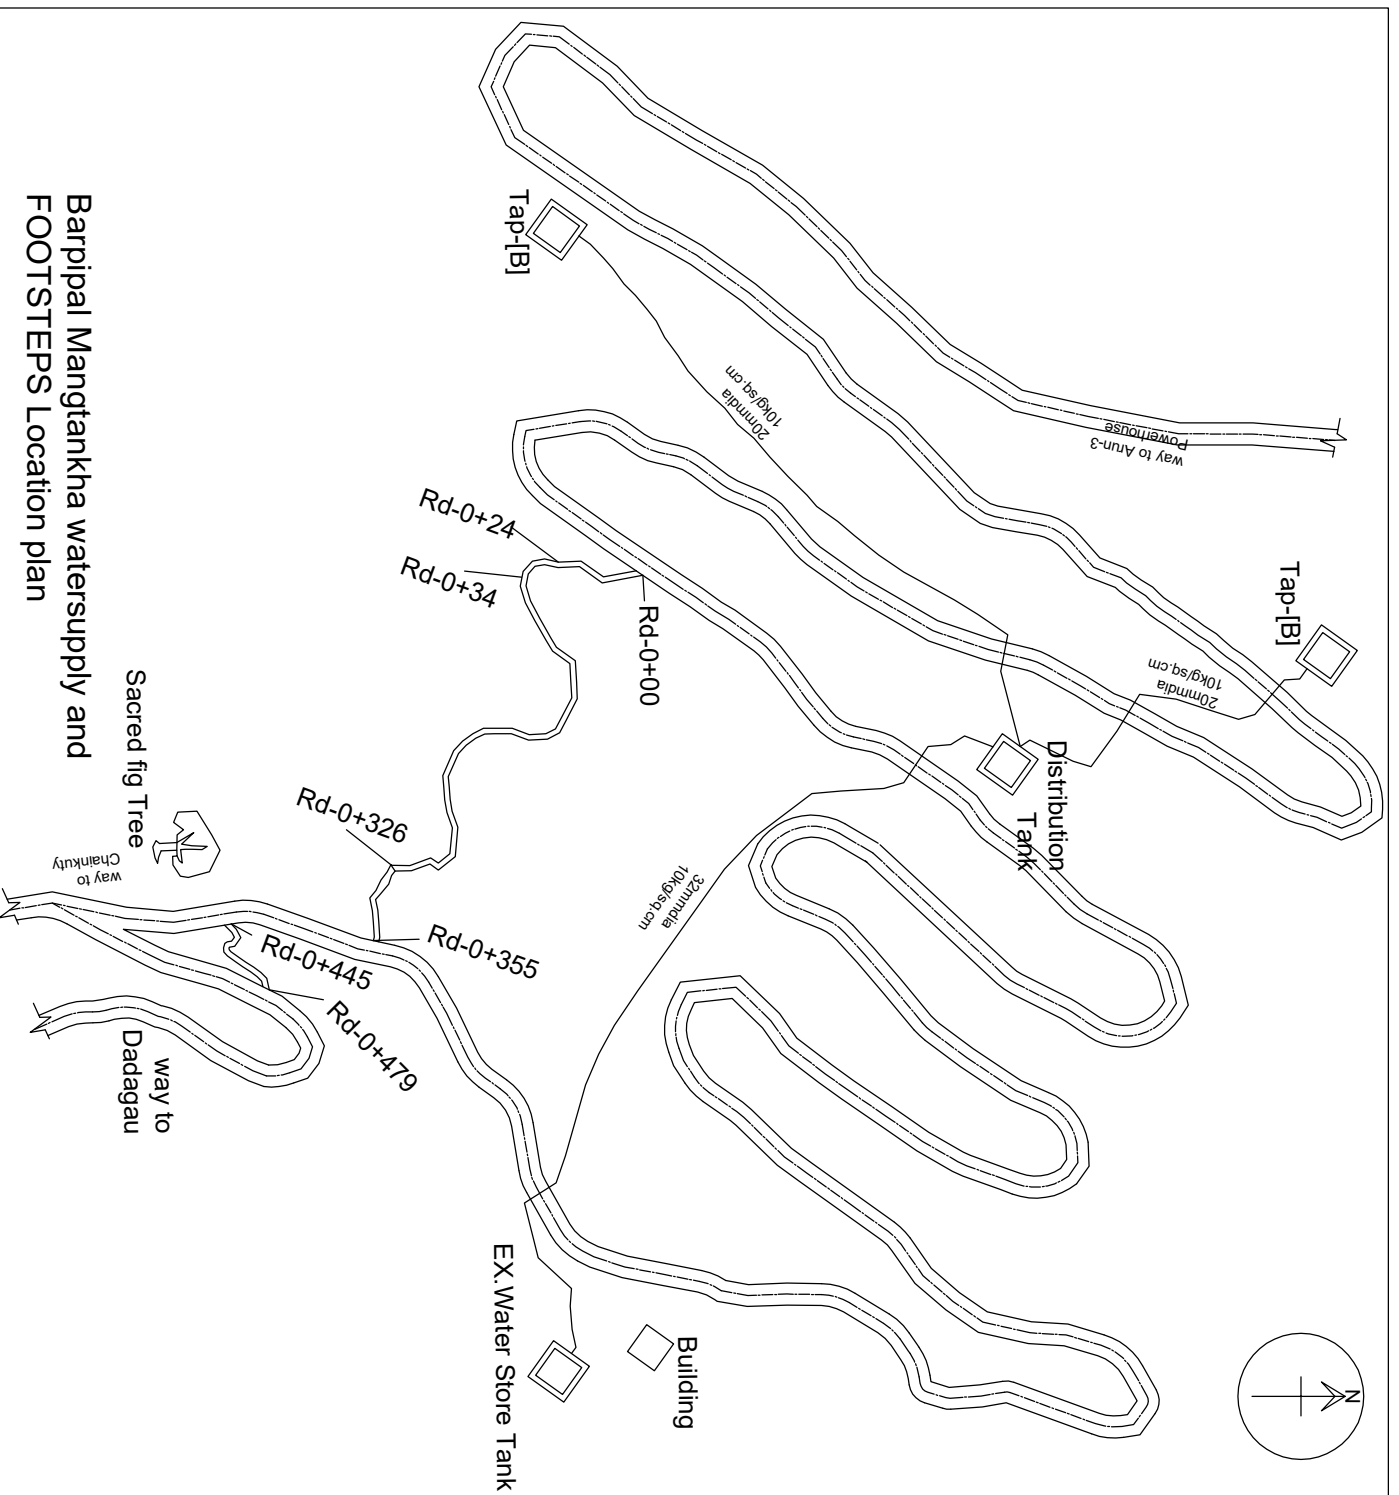 N
Tap-[B]
Tap-[B]
way to Arun-3
Powerhouse
20mmdia
10kg/sq.cm
20mmdia
10kg/sq.cm
Distribution
Tank
32mmdia
10kg/sq.cm
Building
EX.Water Store Tank
Rd-0+00
Rd-0+24
Rd-0+34
Rd-0+326
Rd-0+355
Rd-0+445
Rd-0+479
Sacred fig Tree
way to
Chainkuty
way to
Dadagau
Barpipal Mangtankha watersupply and
FOOTSTEPS Location plan